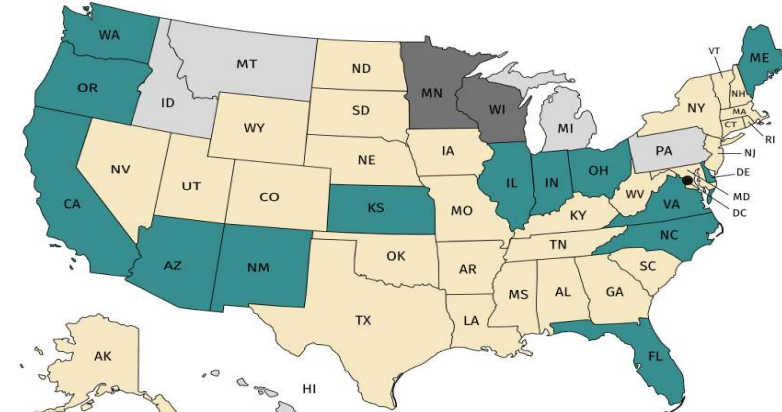 WA
OR
CA
NV
ID
MT
WY
UT
AZ
CO
NM
ND
SD
NE
KS
OK
TX
MN
IA
MO
AR
LA
WI
IL
MI
IN
OH
KY
TN
MS
AL
GA
FL
SC
NC
VA
WV
PA
NY
VT
NH
ME
MA
CT
RI
NJ
DE
MD
DC
AK
HI